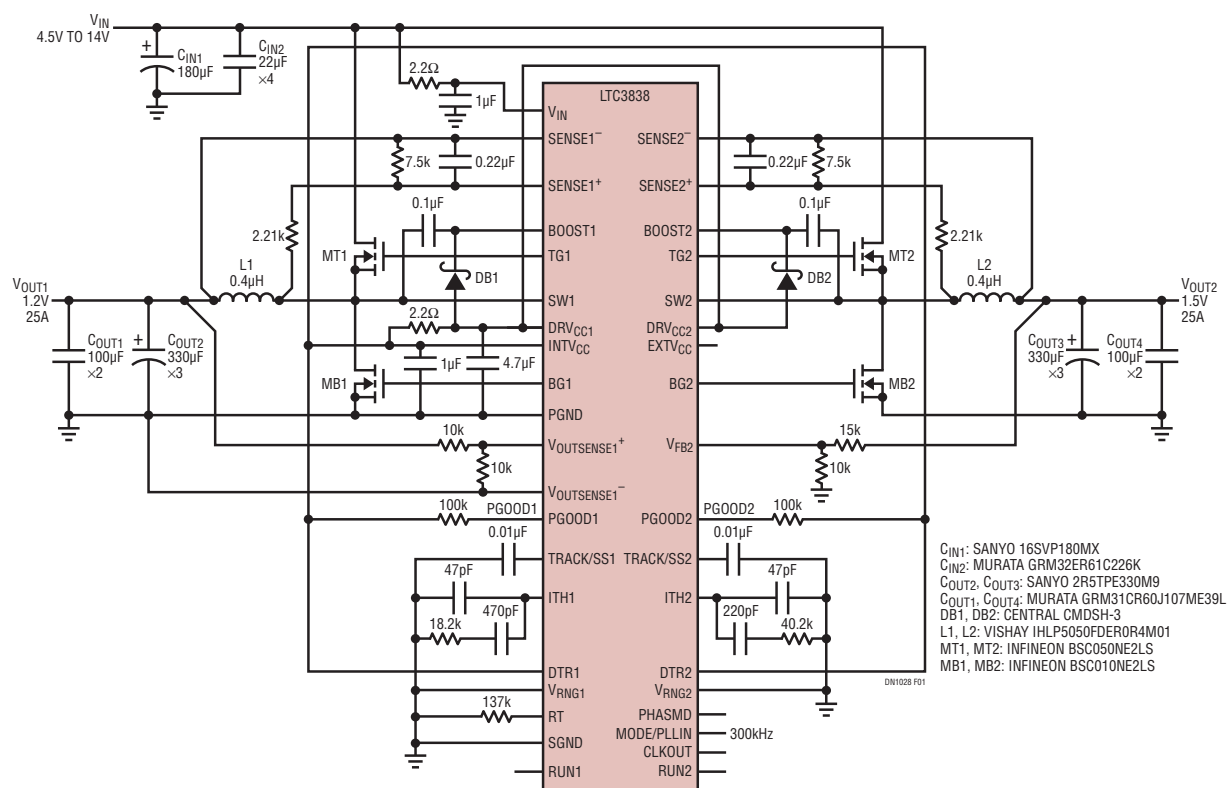 VIN
4.5V TO 14V
+
CIN1
180µF
CIN2
22µF
×4
2.2Ω
1µF
LTC3838
VIN
SENSE1–
SENSE2–
7.5k
0.22µF
0.22µF
7.5k
SENSE1+
SENSE2+
2.21k
0.1µF
0.1µF
2.21k
BOOST1
BOOST2
MT1
TG1
TG2
MT2
DB1
DB2
L1
0.4µH
L2
0.4µH
VOUT1
1.2V
25A
VOUT2
1.5V
25A
SW1
SW2
2.2Ω
DRVCC1
DRVCC2
INTVCC
EXTVCC
COUT1
100µF
×2
+
COUT2
330µF
×3
1µF
4.7µF
COUT3
330µF
×3
+
COUT4
100µF
×2
MB1
BG1
BG2
MB2
PGND
10k
VOUTSENSE1+
VFB2
15k
10k
10k
VOUTSENSE1–
100k
PGOOD1
PGOOD1
PGOOD2
PGOOD2
100k
0.01µF
0.01µF
TRACK/SS1
TRACK/SS2
47pF
47pF
ITH1
ITH2
470pF
220pF
18.2k
40.2k
DTR1
DTR2
VRNG1
VRNG2
137k
RT
PHASMD
MODE/PLLIN
300kHz
SGND
CLKOUT
RUN1
RUN2
CIN1: SANYO 16SVP180MX
CIN2: MURATA GRM32ER61C226K
COUT2, COUT3: SANYO 2R5TPE330M9
COUT1, COUT4: MURATA GRM31CR60J107ME39L
DB1, DB2: CENTRAL CMDSH-3
L1, L2: VISHAY IHLP5050FDER0R4M01
MT1, MT2: INFINEON BSC050NE2LS
MB1, MB2: INFINEON BSC010NE2LS
DN1028 F01